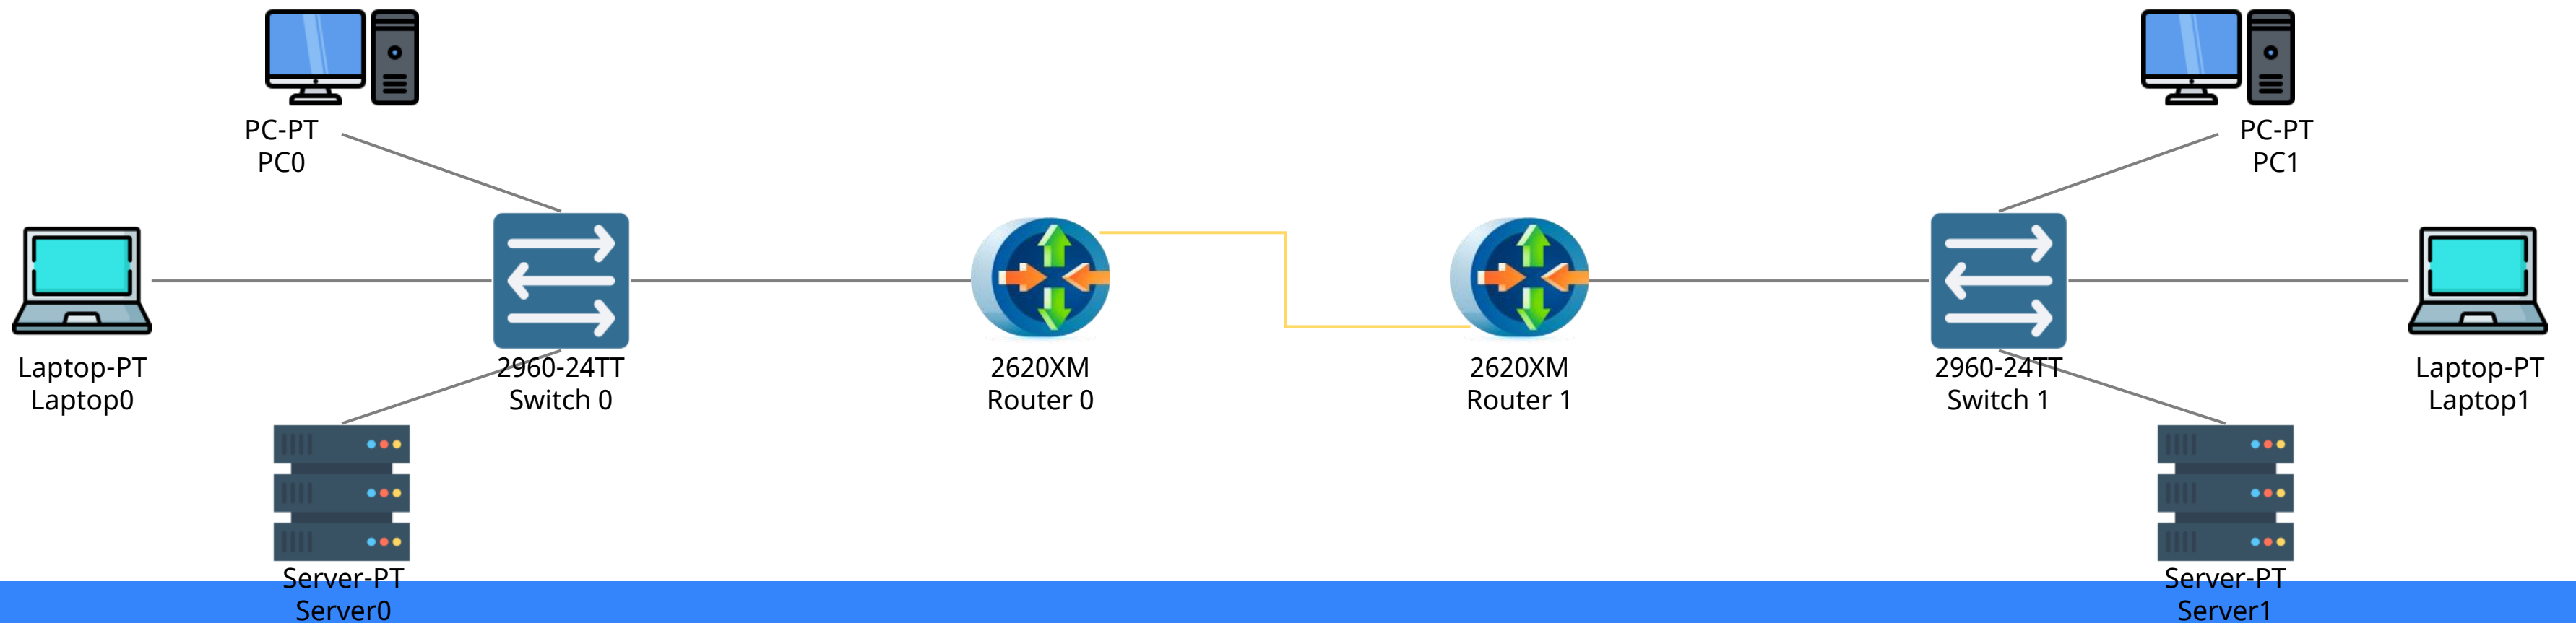 PC-PT
PC0
PC-PT
PC1
Laptop-PT
Laptop0
2960-24TT
Switch 0
2620XM
Router 0
2620XM
Router 1
2960-24TT
Switch 1
Laptop-PT
Laptop1
Server-PT
Server0
Server-PT
Server1